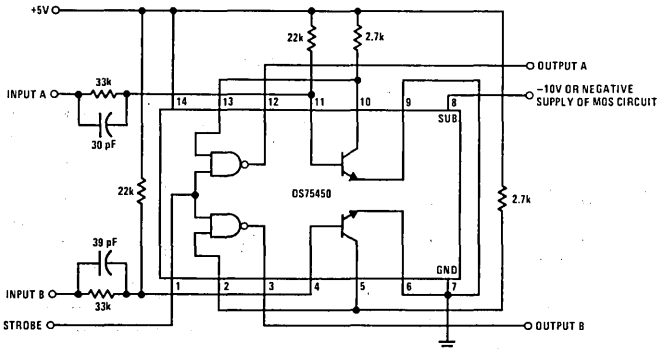 +5V
22k
2.7k
OUTPUT A
INPUT A
33k
30 pF
14 13 12 11 10 9 8
SUB
-10V OR NEGATIVE
SUPPLY OF MOS CIRCUIT
22k
DS75450
2.7k
39 pF
GND
INPUT B
33k
1 2 3 4 5 6 7
STROBE
OUTPUT B